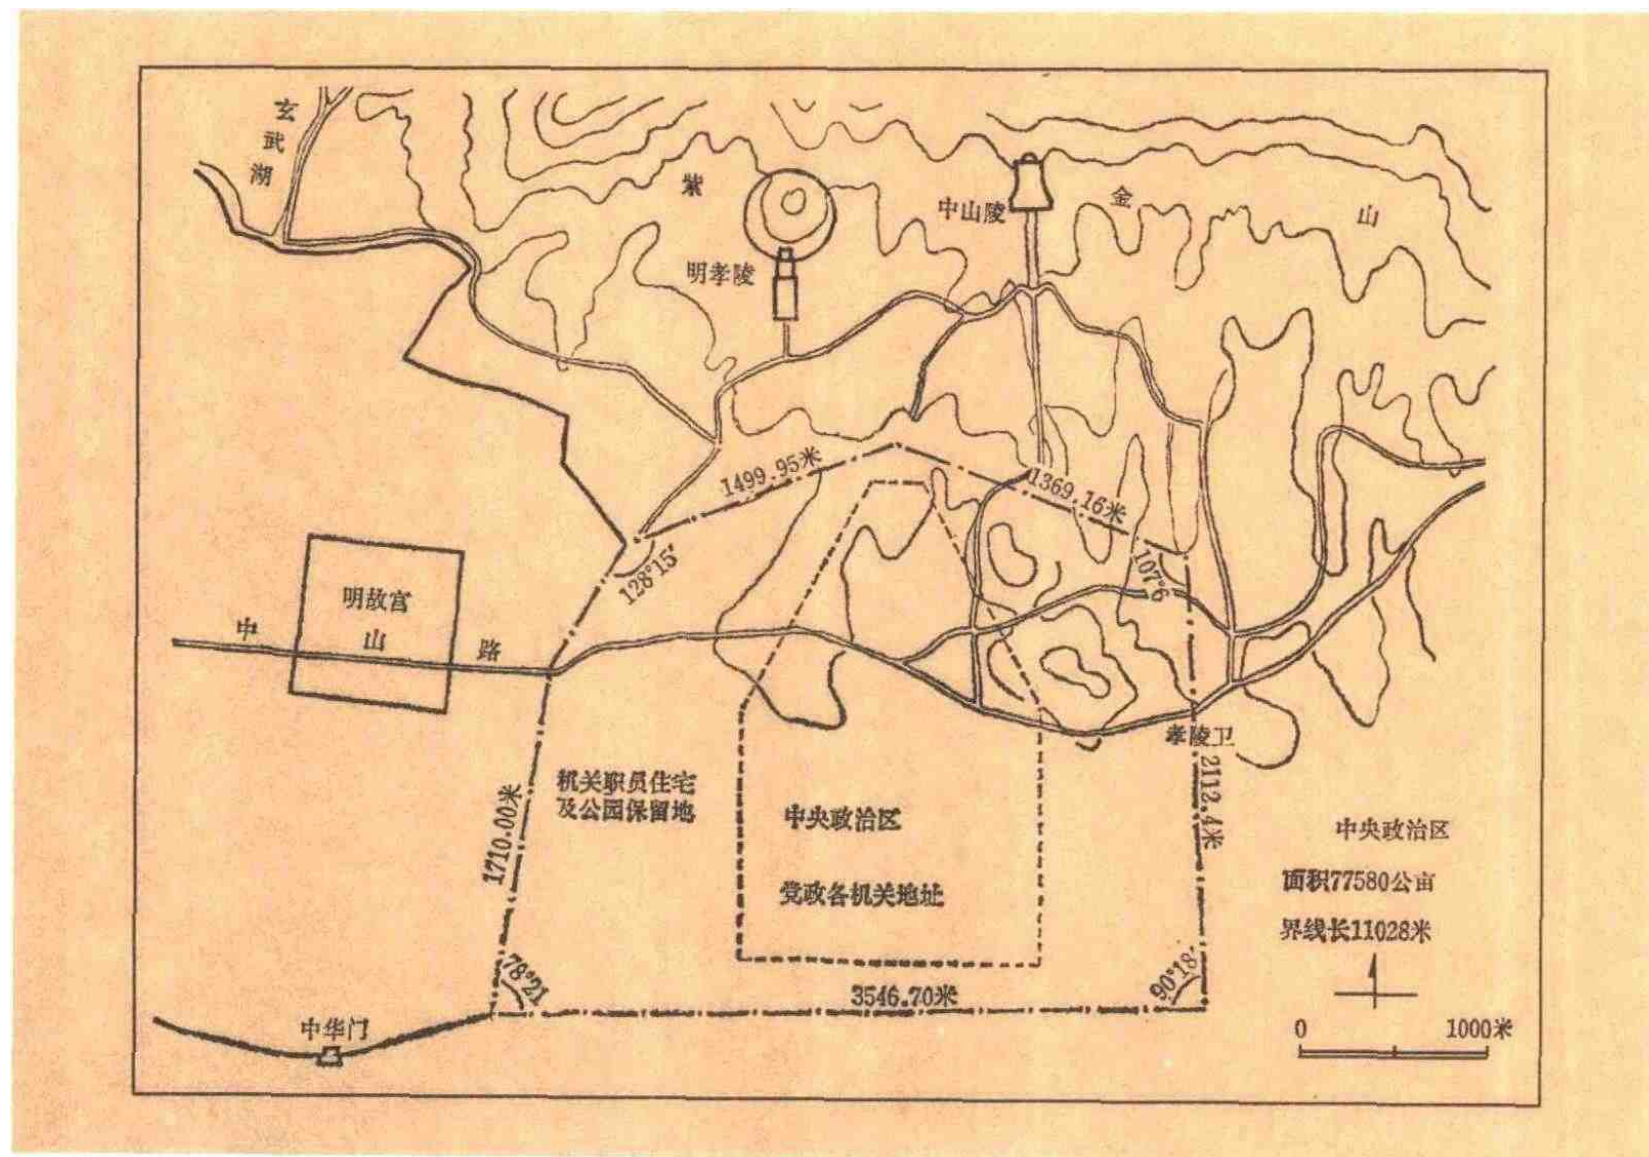 玄武湖
紫
金
山
中山陵
明孝陵
1499.95米
1369.16米
128°15′
107°6
明故宫
中
山
路
孝陵卫
机关职员住宅
及公园保留地
1710.00米
2112.4米
中央政治区
党政各机关地址
中央政治区
面积77580公亩
界线长11028米
78°21
90°18′
3546.70米
中华门
0
1000米